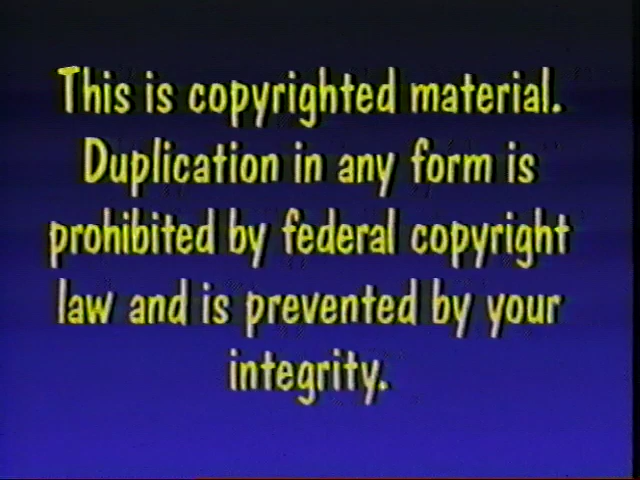 This is copyrighted material.
Duplication in any form is
prohibited by federal copyright
law and is prevented by your
integrity.